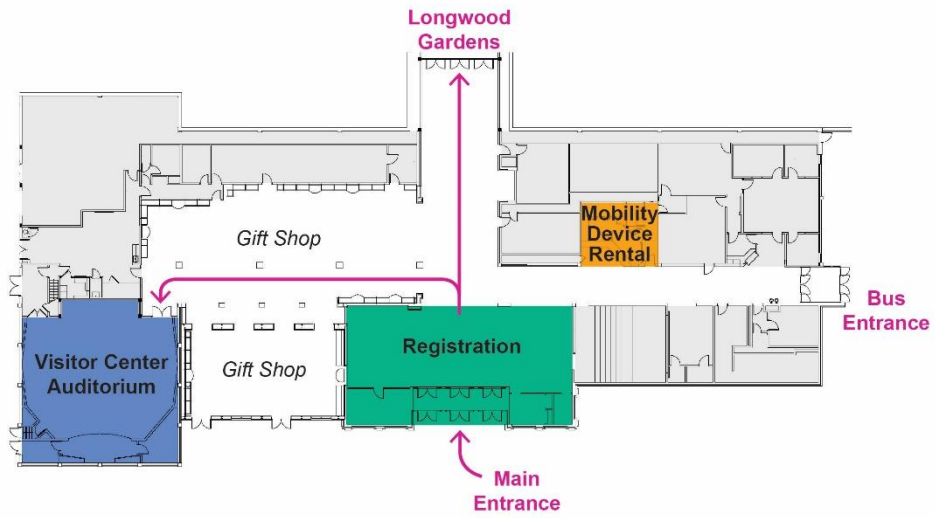 Longwood
Gardens
Gift Shop
Mobility
Device
Rental
Bus
Entrance
Visitor Center
Auditorium
Gift Shop
Registration
Main
Entrance